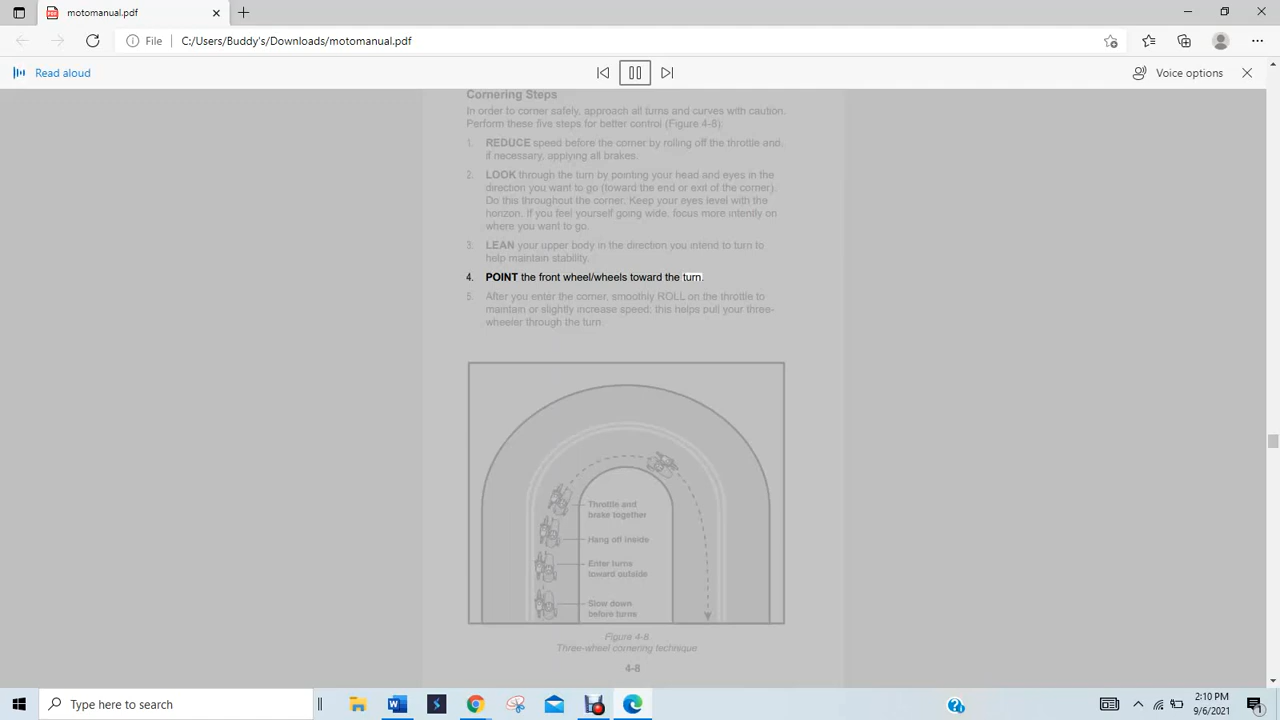 motomanual.pdf
File
C:/Users/Buddy's/Downloads/motomanual.pdf
Read aloud
Voice options
Cornering Steps
In order to corner safely, approach all turns and curves with caution.
Perform these five steps for better control (Figure 4-8):
1. REDUCE speed before the corner by rolling off the throttle and,
if necessary, applying all brakes.
2. LOOK through the turn by pointing your head and eyes in the
direction you want to go (toward the end or exit of the corner).
Do this throughout the corner. Keep your eyes level with the
horizon. If you feel yourself going wide, focus more intently on
where you want to go.
3. LEAN your upper body in the direction you intend to turn to
help maintain stability.
4. POINT the front wheel/wheels toward the turn.
5. After you enter the corner, smoothly ROLL on the throttle to
maintain or slightly increase speed; this helps pull your three-
wheeler through the turn.
Throttle and
brake together
Hang off inside
Enter turns
toward outside
Slow down
before turns
Figure 4-8
Three-wheel cornering technique
4-8
Type here to search
2:10 PM
9/6/2021